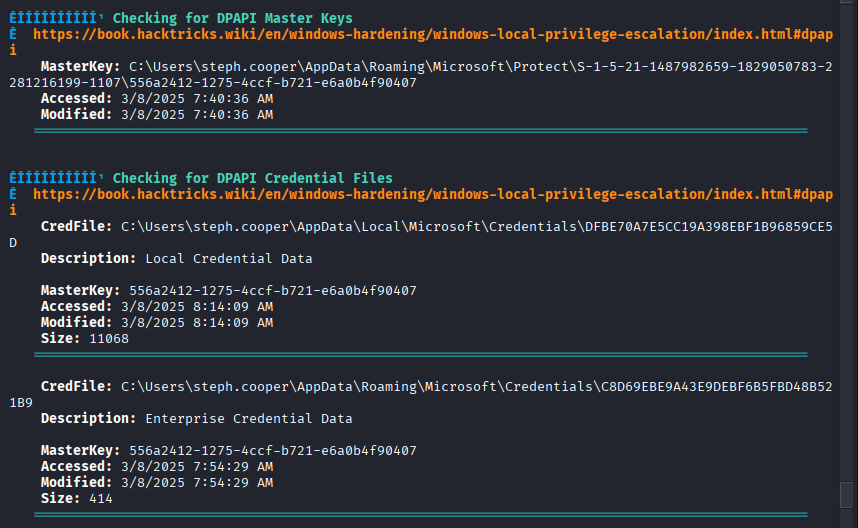 ÉÍÍÍÍÍÍÍÍÍÍ¹ Checking for DPAPI Master Keys
È  https://book.hacktricks.wiki/en/windows-hardening/windows-local-privilege-escalation/index.html#dpap
i
MasterKey: C:\Users\steph.cooper\AppData\Roaming\Microsoft\Protect\S-1-5-21-1487982659-1829050783-2
281216199-1107\556a2412-1275-4ccf-b721-e6a0b4f90407
Accessed: 3/8/2025 7:40:36 AM
Modified: 3/8/2025 7:40:36 AM
ÉÍÍÍÍÍÍÍÍÍÍ¹ Checking for DPAPI Credential Files
È  https://book.hacktricks.wiki/en/windows-hardening/windows-local-privilege-escalation/index.html#dpap
i
CredFile: C:\Users\steph.cooper\AppData\Local\Microsoft\Credentials\DFBE70A7E5CC19A398EBF1B96859CE5
D
Description: Local Credential Data
MasterKey: 556a2412-1275-4ccf-b721-e6a0b4f90407
Accessed: 3/8/2025 8:14:09 AM
Modified: 3/8/2025 8:14:09 AM
Size: 11068
CredFile: C:\Users\steph.cooper\AppData\Roaming\Microsoft\Credentials\C8D69EBE9A43E9DEBF6B5FBD48B52
1B9
Description: Enterprise Credential Data
MasterKey: 556a2412-1275-4ccf-b721-e6a0b4f90407
Accessed: 3/8/2025 7:54:29 AM
Modified: 3/8/2025 7:54:29 AM
Size: 414